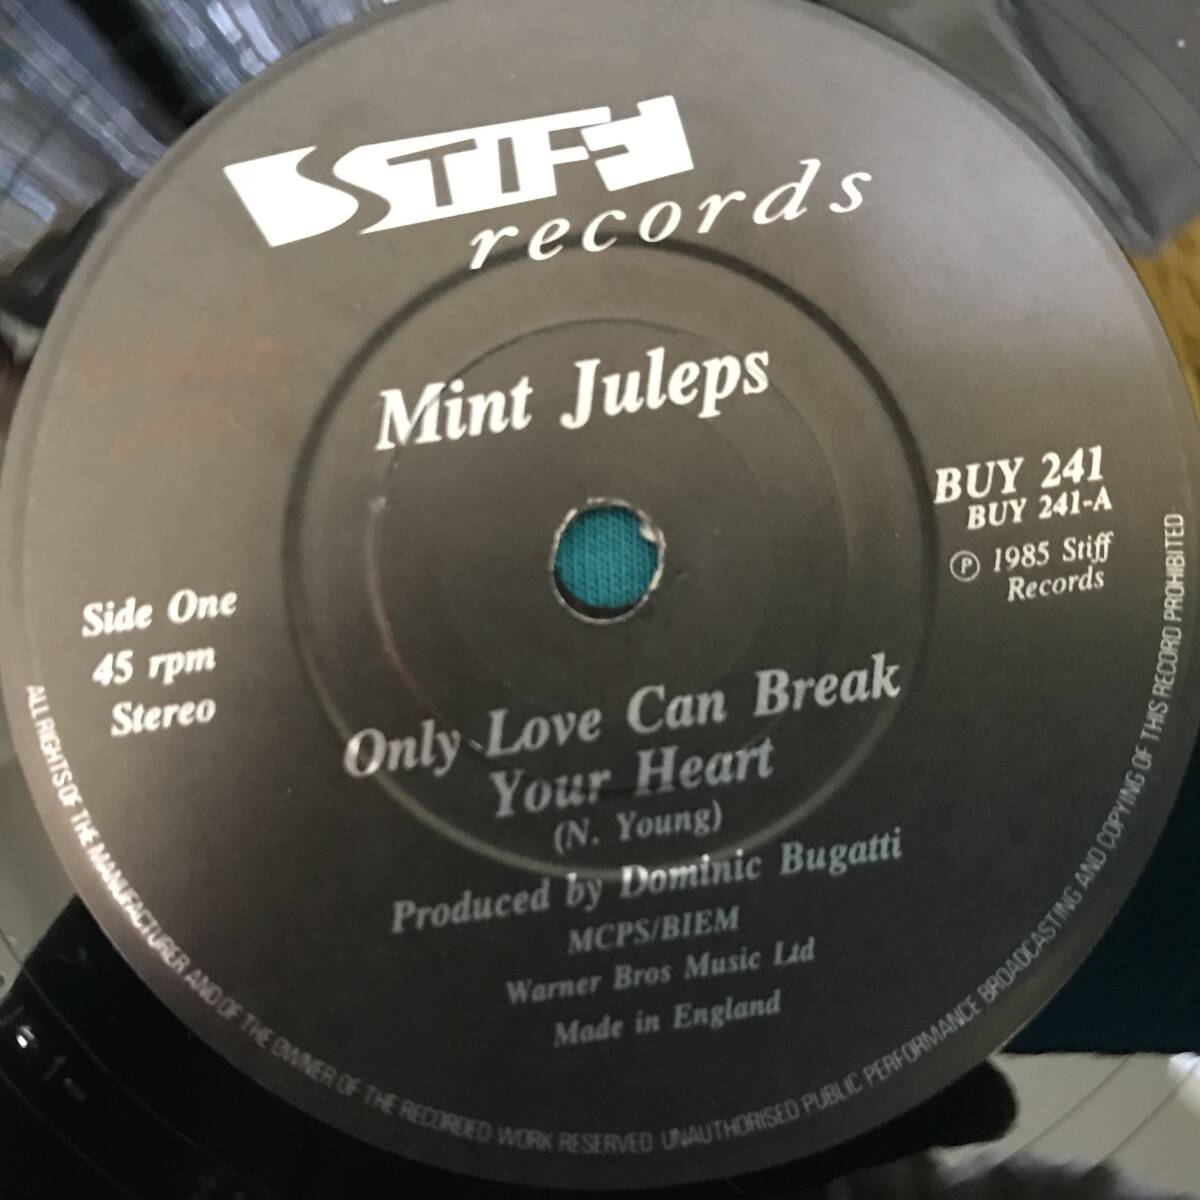 STIFF
records
Mint Juleps
BUY 241
BUY 241-A
℗ 1985 Stiff
Records
Side One
45 rpm
Stereo
Only Love Can Break
Your Heart
(N. Young)
Produced by Dominic Bugatti
MCPS/BIEM
Warner Bros Music Ltd
Made in England
ALL RIGHTS OF THE MANUFACTURER AND OF THE OWNER OF THE RECORDED WORK RESERVED UNAUTHORISED PUBLIC PERFORMANCE BROADCASTING AND COPYING OF THIS RECORD PROHIBITED